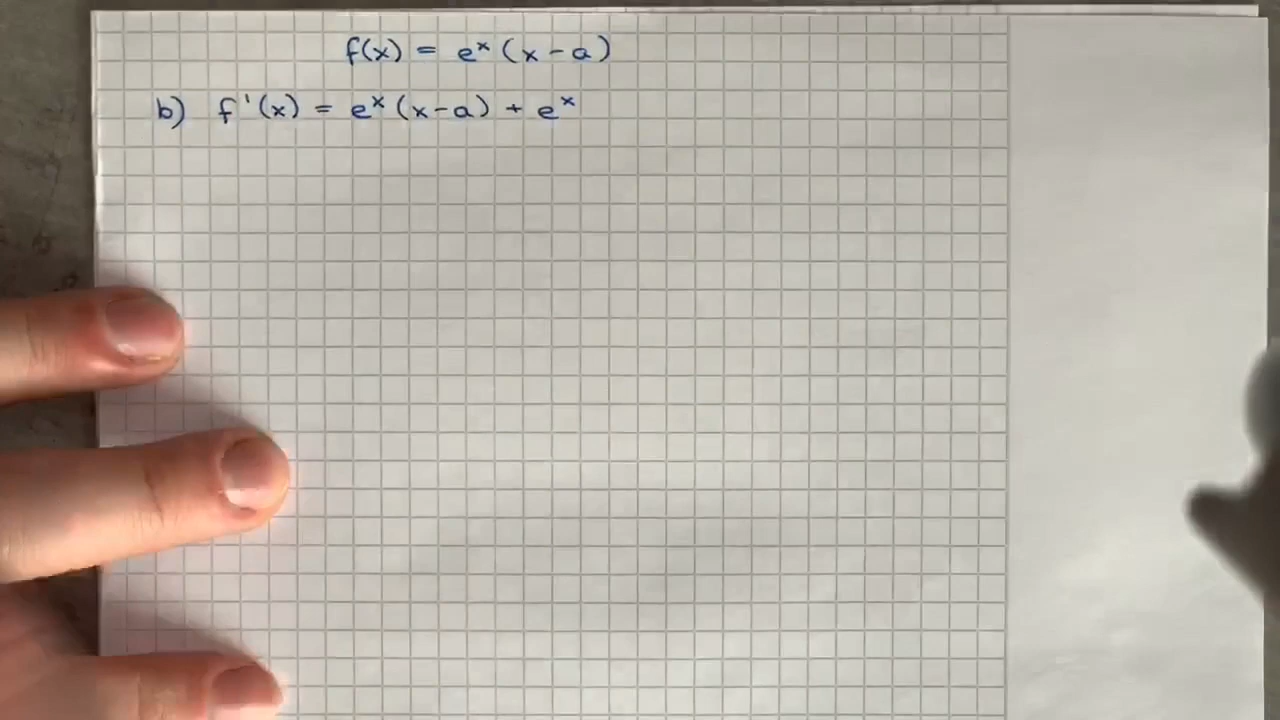 f(x) = eˣ (x - a)
b) f'(x) = eˣ (x-a) + eˣ